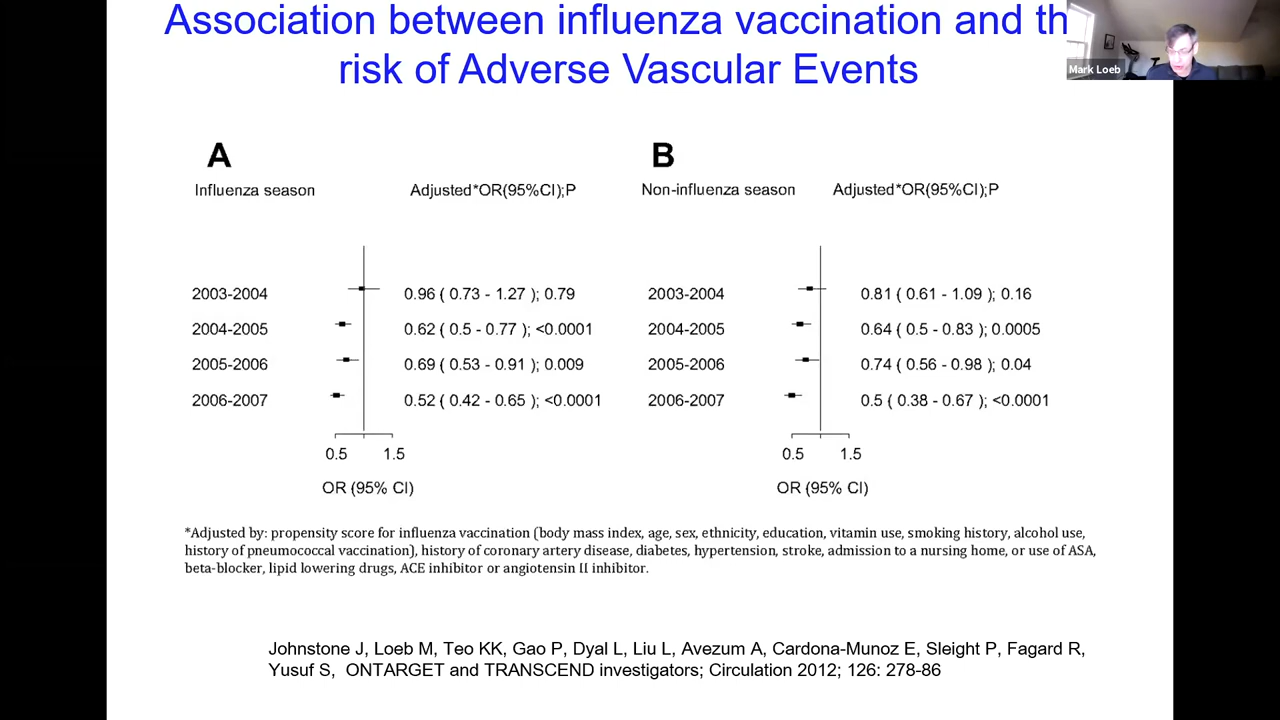 Association between influenza vaccination and th
risk of Adverse Vascular Events
Mark Loeb
A
Influenza season Adjusted*OR(95%CI);P
2003-2004 0.96 ( 0.73 - 1.27 ); 0.79
2004-2005 0.62 ( 0.5 - 0.77 ); <0.0001
2005-2006 0.69 ( 0.53 - 0.91 ); 0.009
2006-2007 0.52 ( 0.42 - 0.65 ); <0.0001
0.5 1.5
OR (95% CI)
B
Non-influenza season Adjusted*OR(95%CI);P
2003-2004 0.81 ( 0.61 - 1.09 ); 0.16
2004-2005 0.64 ( 0.5 - 0.83 ); 0.0005
2005-2006 0.74 ( 0.56 - 0.98 ); 0.04
2006-2007 0.5 ( 0.38 - 0.67 ); <0.0001
0.5 1.5
OR (95% CI)
*Adjusted by: propensity score for influenza vaccination (body mass index, age, sex, ethnicity, education, vitamin use, smoking history, alcohol use,
history of pneumococcal vaccination), history of coronary artery disease, diabetes, hypertension, stroke, admission to a nursing home, or use of ASA,
beta-blocker, lipid lowering drugs, ACE inhibitor or angiotensin II inhibitor.
Johnstone J, Loeb M, Teo KK, Gao P, Dyal L, Liu L, Avezum A, Cardona-Munoz E, Sleight P, Fagard R,
Yusuf S, ONTARGET and TRANSCEND investigators; Circulation 2012; 126: 278-86